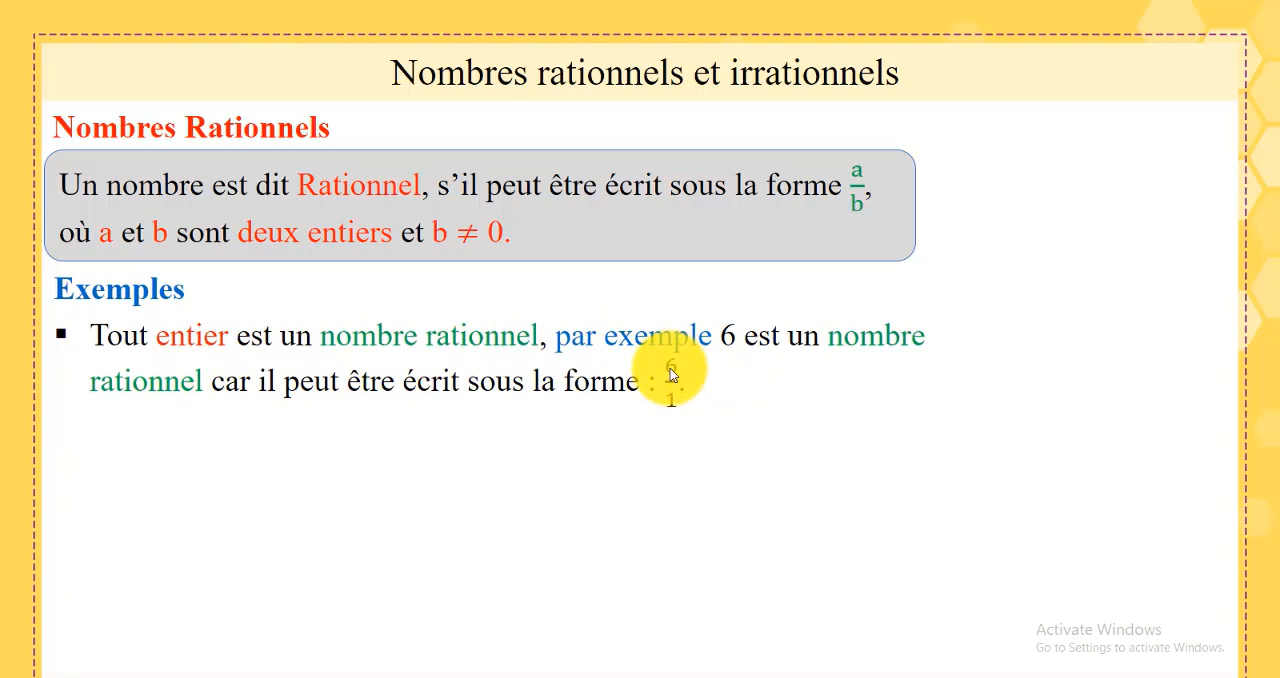 Nombres rationnels et irrationnels
Nombres Rationnels
Un nombre est dit Rationnel, s’il peut être écrit sous la forme a/b,
où a et b sont deux entiers et b ≠ 0.
Exemples
▪ Tout entier est un nombre rationnel, par exemple 6 est un nombre
rationnel car il peut être écrit sous la forme : 6/1.
Activate Windows
Go to Settings to activate Windows.